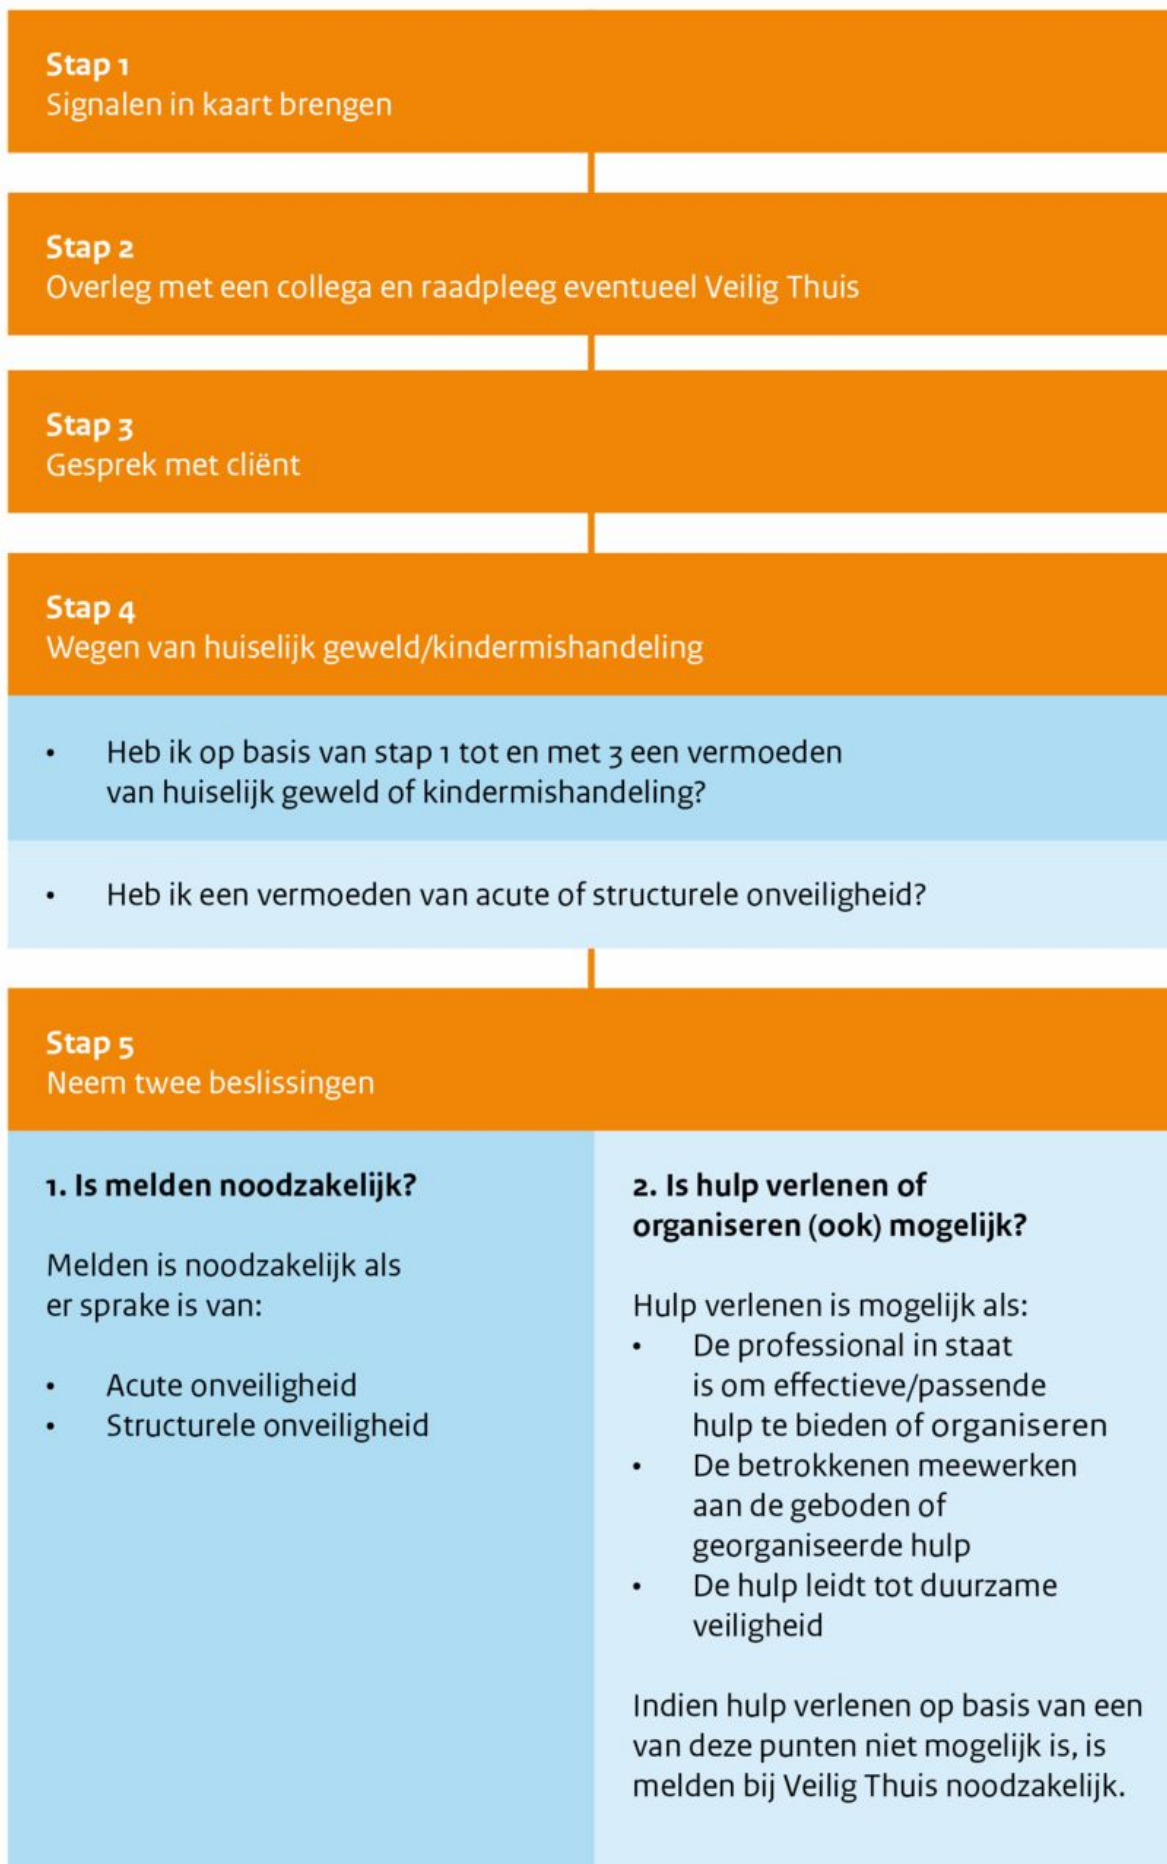 Stap 1
Signalen in kaart brengen
Stap 2
Overleg met een collega en raadpleeg eventueel Veilig Thuis
Stap 3
Gesprek met cliënt
Stap 4
Wegen van huiselijk geweld/kindermishandeling
• Heb ik op basis van stap 1 tot en met 3 een vermoeden
van huiselijk geweld of kindermishandeling?
• Heb ik een vermoeden van acute of structurele onveiligheid?
Stap 5
Neem twee beslissingen
1. Is melden noodzakelijk?
Melden is noodzakelijk als
er sprake is van:
• Acute onveiligheid
• Structurele onveiligheid
2. Is hulp verlenen of
organiseren (ook) mogelijk?
Hulp verlenen is mogelijk als:
• De professional in staat
is om effectieve/passende
hulp te bieden of organiseren
• De betrokkenen meewerken
aan de geboden of
georganiseerde hulp
• De hulp leidt tot duurzame
veiligheid
Indien hulp verlenen op basis van een
van deze punten niet mogelijk is, is
melden bij Veilig Thuis noodzakelijk.